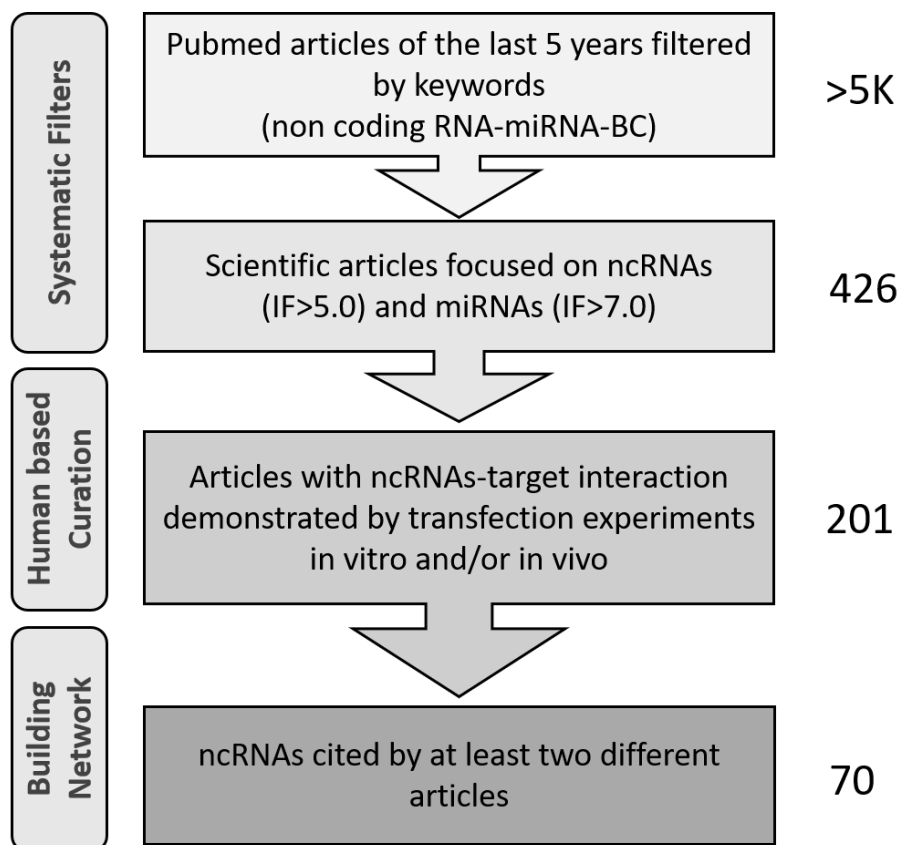 Systematic Filters
Pubmed articles of the last 5 years filtered
by keywords
(non coding RNA-miRNA-BC)
>5K
Scientific articles focused on ncRNAs
(IF>5.0) and miRNAs (IF>7.0)
426
Human based
Curation
Articles with ncRNAs-target interaction
demonstrated by transfection experiments
in vitro and/or in vivo
201
Building
Network
ncRNAs cited by at least two different
articles
70